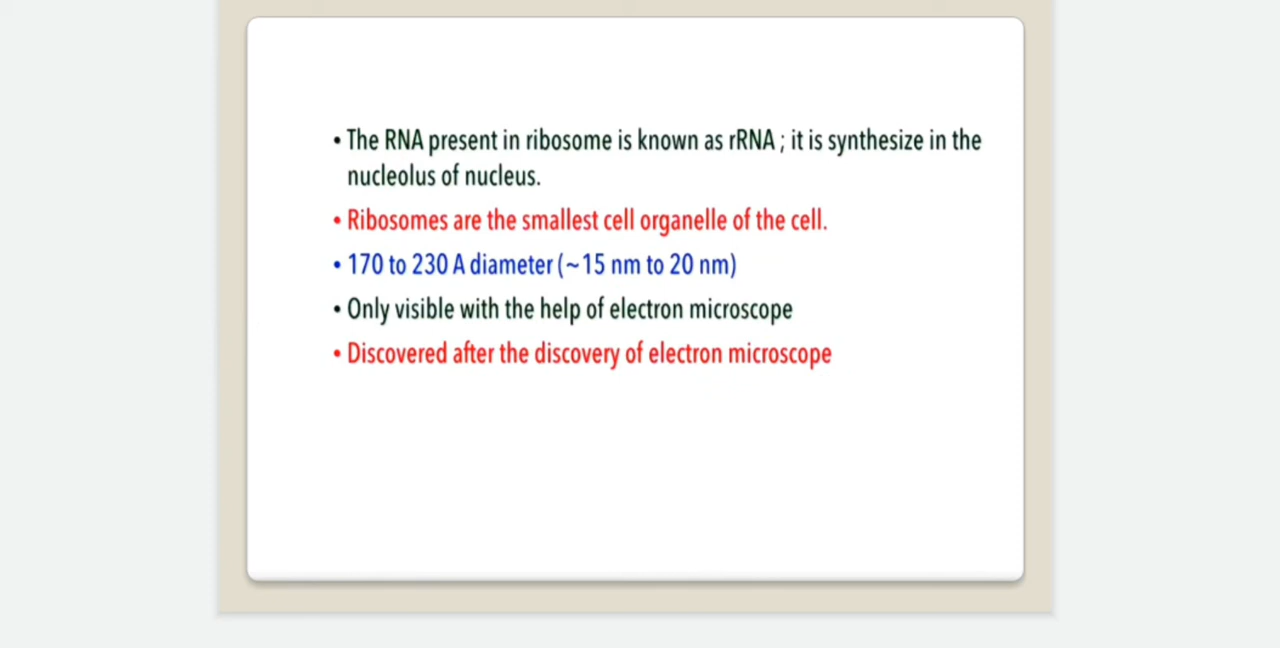 • The RNA present in ribosome is known as rRNA ; it is synthesize in the
nucleolus of nucleus.
• Ribosomes are the smallest cell organelle of the cell.
• 170 to 230 A diameter (~15 nm to 20 nm)
• Only visible with the help of electron microscope
• Discovered after the discovery of electron microscope